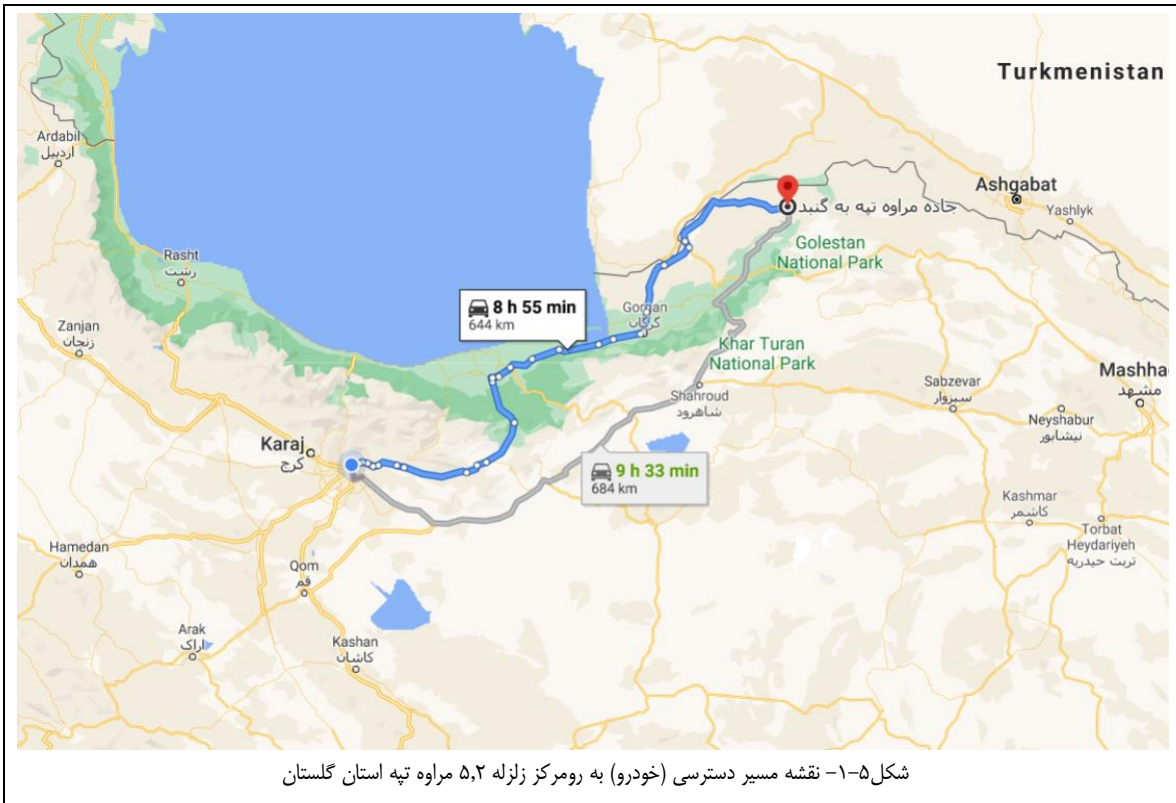 Turkmenistan
Ardabil
اردبیل
Ashgabat
Yashlyk
جاده مراوه تپه به گنبد
Golestan
National Park
Rasht
رشت
8 h 55 min
644 km
Gorgan
گرگان
Zanjan
زنجان
Khar Turan
National Park
Mashhad
مشهد
Shahroud
شاهرود
Sabzevar
سبزوار
Neyshabur
نیشابور
Karaj
کرج
9 h 33 min
684 km
Kashmar
کاشمر
Torbat
Heydariyeh
تربت حیدریه
Hamedan
همدان
Qom
قم
Arak
اراک
Kashan
کاشان
شکل۵-۱- نقشه مسیر دسترسی (خودرو) به رومرکز زلزله ۵٫۲ مراوه تپه استان گلستان